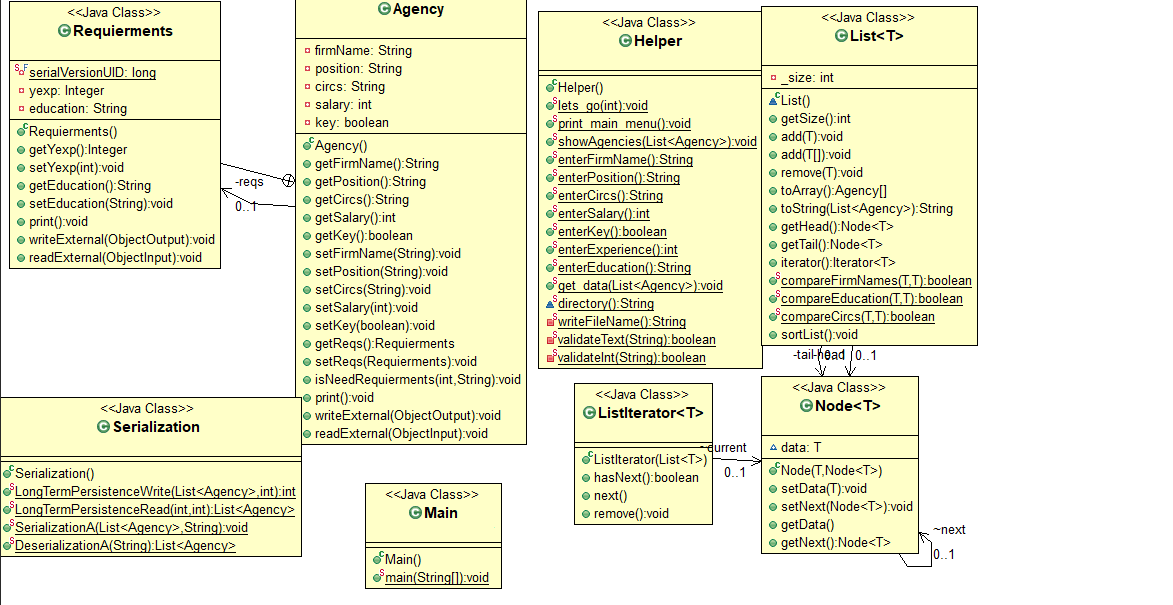 <<Java Class>>
Requierments
serialVersionUID: long
yexp: Integer
education: String
Requierments()
getYexp():Integer
setYexp(int):void
getEducation():String
setEducation(String):void
print():void
writeExternal(ObjectOutput):void
readExternal(ObjectInput):void
-reqs
0..1
Agency
firmName: String
position: String
circs: String
salary: int
key: boolean
Agency()
getFirmName():String
getPosition():String
getCircs():String
getSalary():int
getKey():boolean
setFirmName(String):void
setPosition(String):void
setCircs(String):void
setSalary(int):void
setKey(boolean):void
getReqs():Requierments
setReqs(Requierments):void
isNeedRequierments(int,String):void
print():void
writeExternal(ObjectOutput):void
readExternal(ObjectInput):void
<<Java Class>>
Helper
Helper()
lets_go(int):void
print_main_menu():void
showAgencies(List<Agency>):void
enterFirmName():String
enterPosition():String
enterCircs():String
enterSalary():int
enterKey():boolean
enterExperience():int
enterEducation():String
get_data(List<Agency>):void
directory():String
writeFileName():String
validateText(String):boolean
validateInt(String):boolean
<<Java Class>>
List<T>
_size: int
List()
getSize():int
add(T):void
add(T[]):void
remove(T):void
toArray():Agency[]
toString(List<Agency>):String
getHead():Node<T>
getTail():Node<T>
iterator():Iterator<T>
compareFirmNames(T,T):boolean
compareEducation(T,T):boolean
compareCircs(T,T):boolean
sortList():void
-tail
-head
0..1
0..1
<<Java Class>>
Serialization
Serialization()
LongTermPersistenceWrite(List<Agency>,int):int
LongTermPersistenceRead(int,int):List<Agency>
SerializationA(List<Agency>,String):void
DeserializationA(String):List<Agency>
<<Java Class>>
Main
Main()
main(String[]):void
<<Java Class>>
ListIterator<T>
ListIterator(List<T>)
hasNext():boolean
next()
remove():void
~current
0..1
<<Java Class>>
Node<T>
data: T
Node(T,Node<T>)
setData(T):void
setNext(Node<T>):void
getData()
getNext():Node<T>
~next
0..1